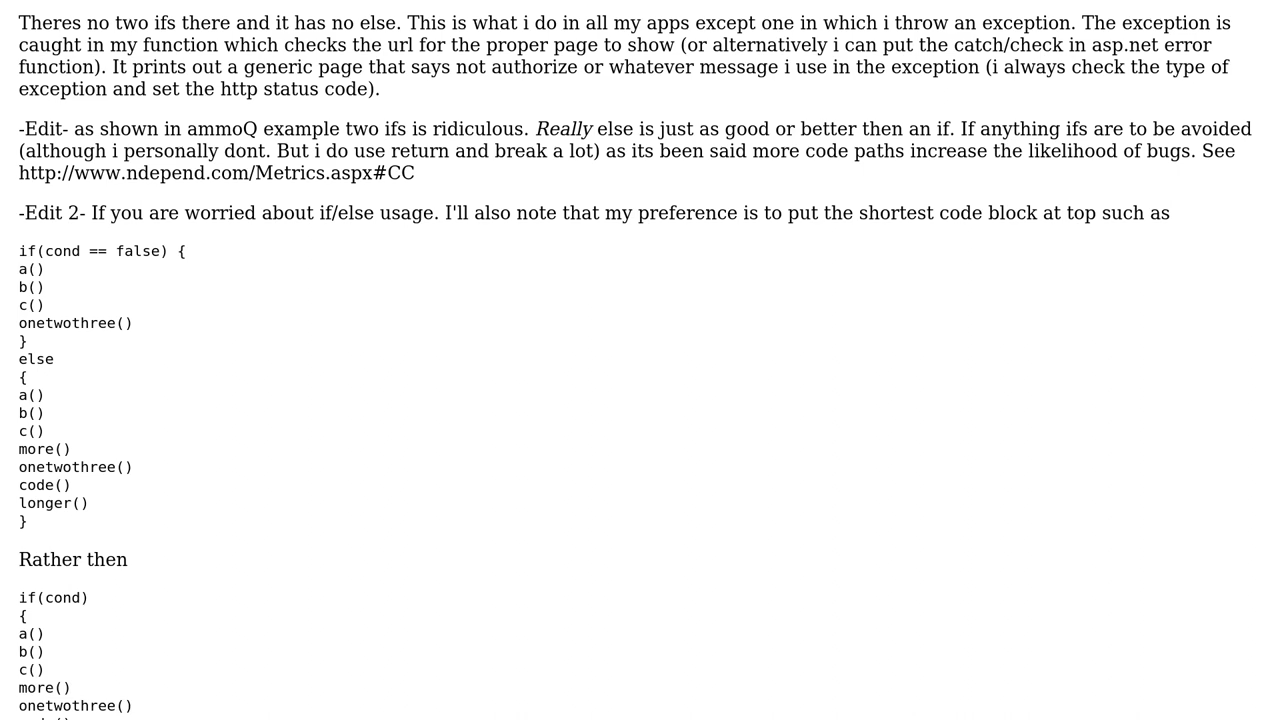 Theres no two ifs there and it has no else. This is what i do in all my apps except one in which i throw an exception. The exception is
caught in my function which checks the url for the proper page to show (or alternatively i can put the catch/check in asp.net error
function). It prints out a generic page that says not authorize or whatever message i use in the exception (i always check the type of
exception and set the http status code).
-Edit- as shown in ammoQ example two ifs is ridiculous. Really else is just as good or better then an if. If anything ifs are to be avoided
(although i personally dont. But i do use return and break a lot) as its been said more code paths increase the likelihood of bugs. See
http://www.ndepend.com/Metrics.aspx#CC
-Edit 2- If you are worried about if/else usage. I'll also note that my preference is to put the shortest code block at top such as
if(cond == false) {
a()
b()
c()
onetwothree()
}
else
{
a()
b()
c()
more()
onetwothree()
code()
longer()
}
Rather then
if(cond)
{
a()
b()
c()
more()
onetwothree()